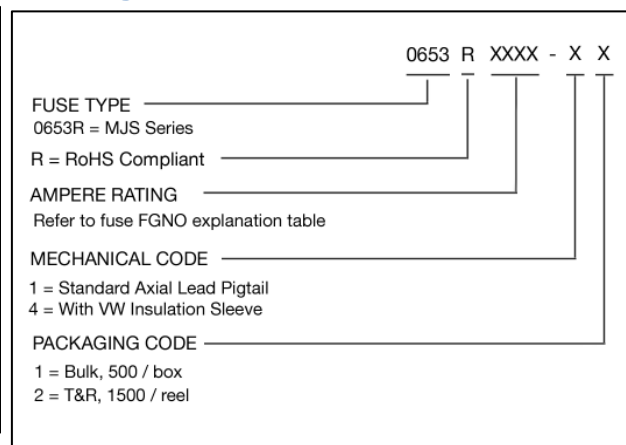 0653 R XXXX - X X
FUSE TYPE
0653R = MJS Series
R = RoHS Compliant
AMPERE RATING
Refer to fuse FGNO explanation table
MECHANICAL CODE
1 = Standard Axial Lead Pigtail
4 = With VW Insulation Sleeve
PACKAGING CODE
1 = Bulk, 500 / box
2 = T&R, 1500 / reel